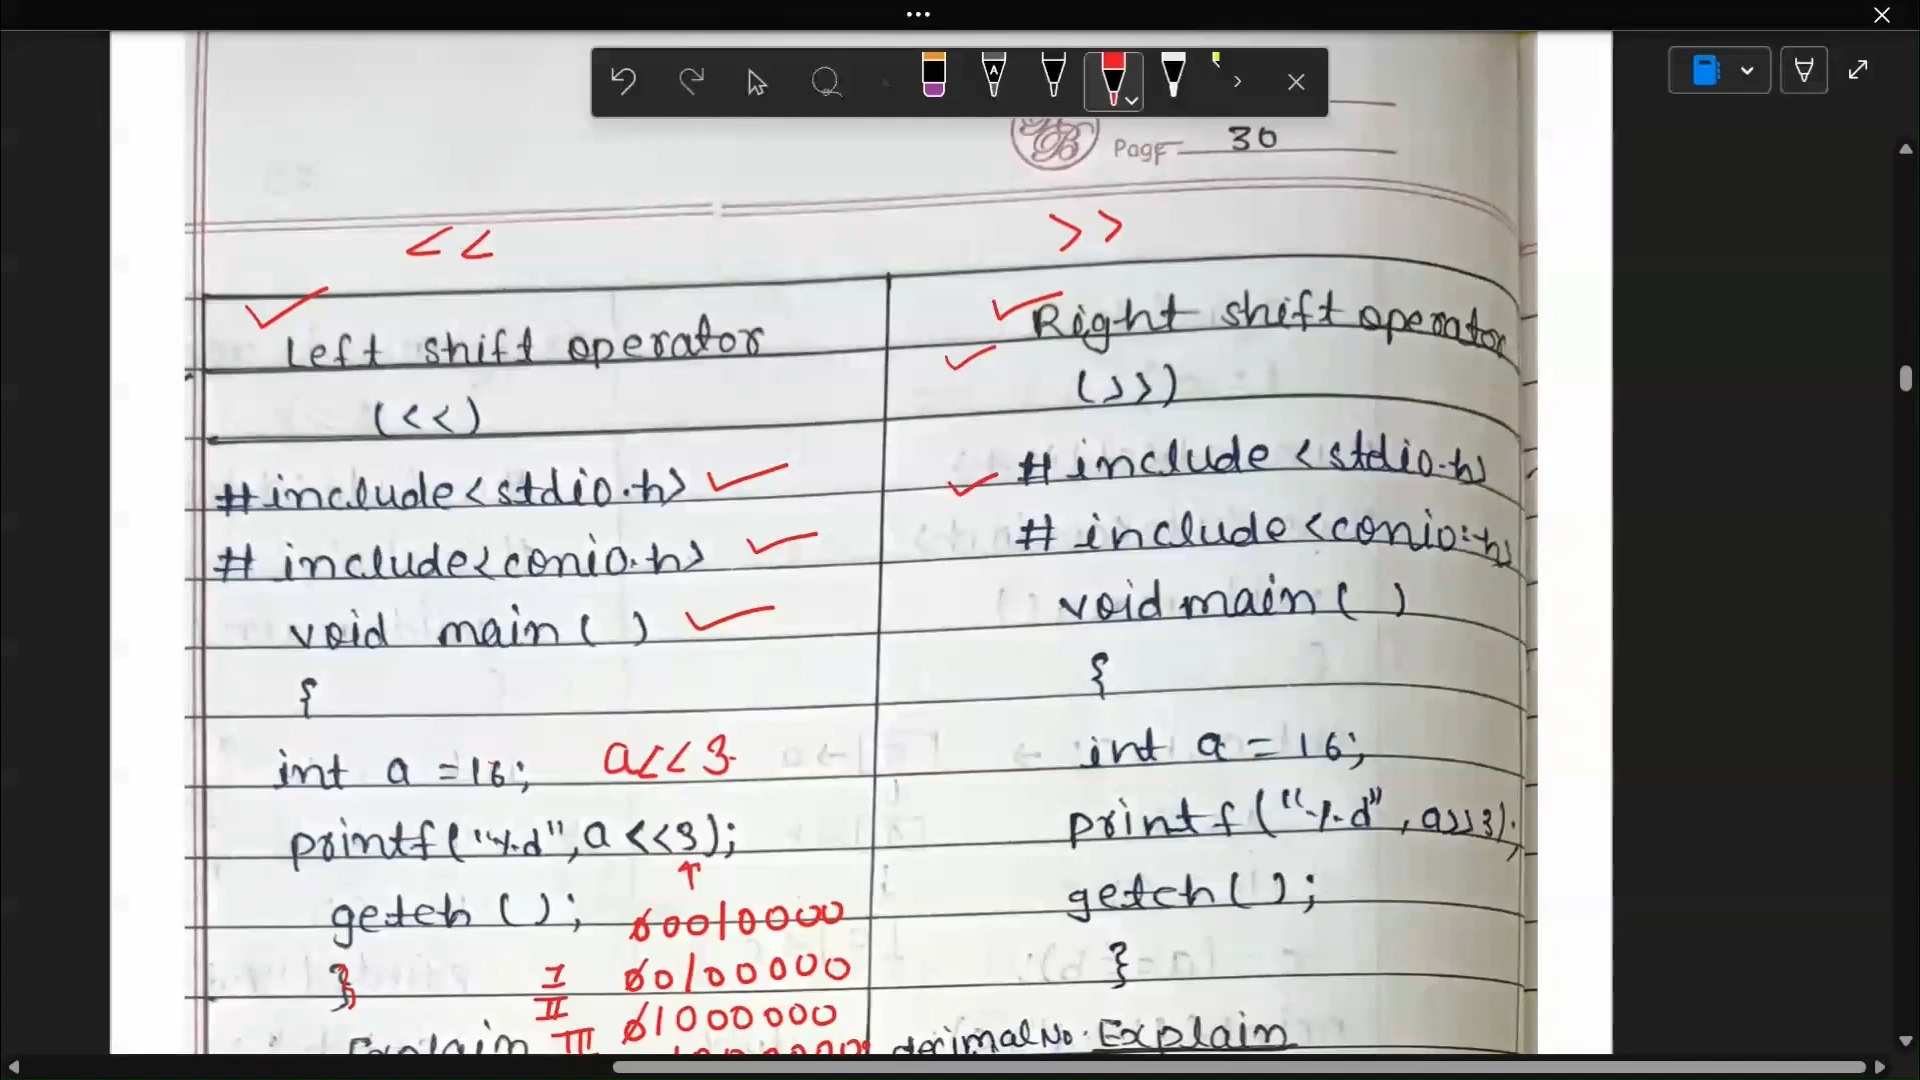 Page 30
<< >>
Left shift operator
(<<)
#include<stdio.h>
# include<conio.h>
void main ( )
{
int a =16; a<<3
printf("%d",a <<3);
↑
getch ( );
00010000
}
I 00100000
II 01000000
III
Explain
Right shift operator
(>>)
# include <stdio.h>
# include <conio.h>
void main ( )
{
int a = 16;
printf ("%d", a>>3);
getch ( );
}
decimal No. Explain